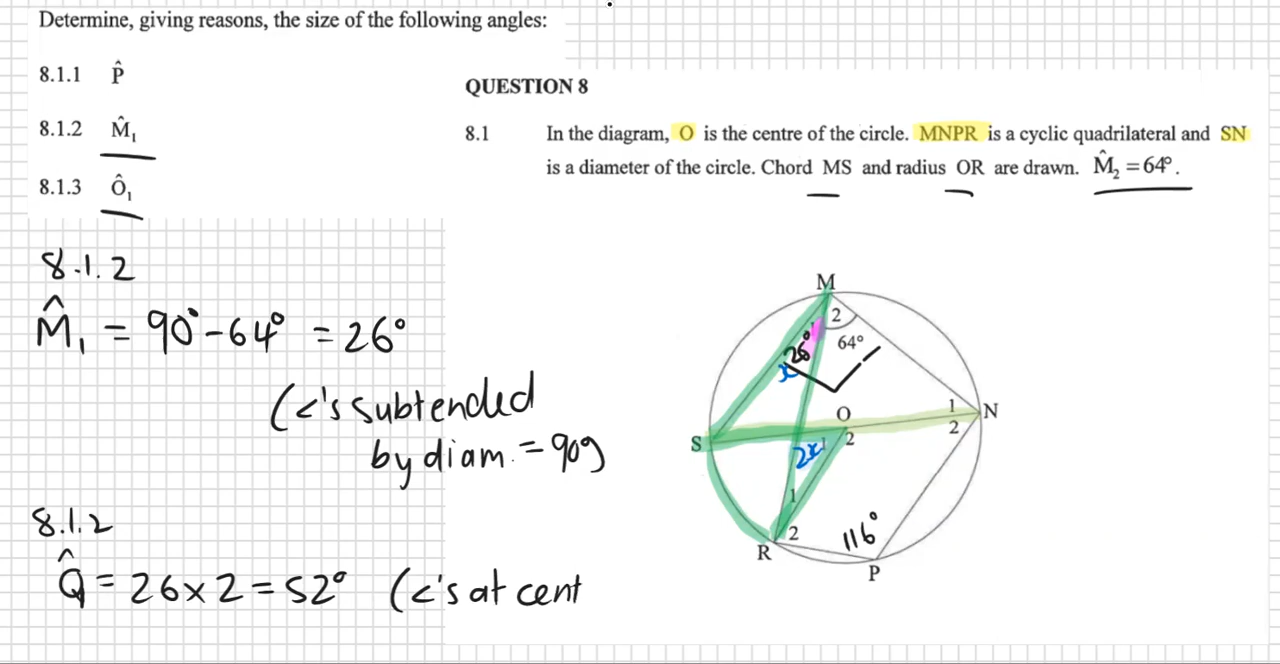 Determine, giving reasons, the size of the following angles:
8.1.1 P̂
8.1.2 M̂₁
8.1.3 Ô₁
QUESTION 8
8.1 In the diagram, O is the centre of the circle. MNPR is a cyclic quadrilateral and SN
is a diameter of the circle. Chord MS and radius OR are drawn. M̂₂ = 64°.
8.1.2
M̂₁ = 90° - 64° = 26°
(<'s subtended
by diam. = 90°)
8.1.2
Ô₁ = 26 x 2 = 52° (<'s at cent
M
2
26°
64°
x
O
1
N
2
S
2x
1
2
1
2
R
116°
P